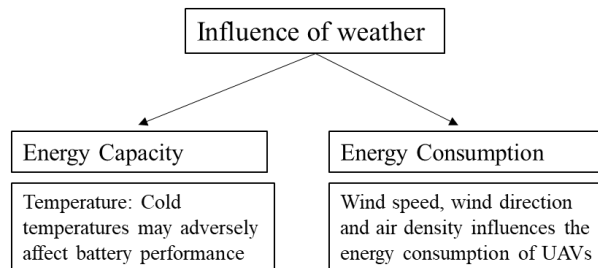 Influence of weather
Energy Capacity
Energy Consumption
Temperature: Cold
temperatures may adversely
affect battery performance
Wind speed, wind direction
and air density influences the
energy consumption of UAVs